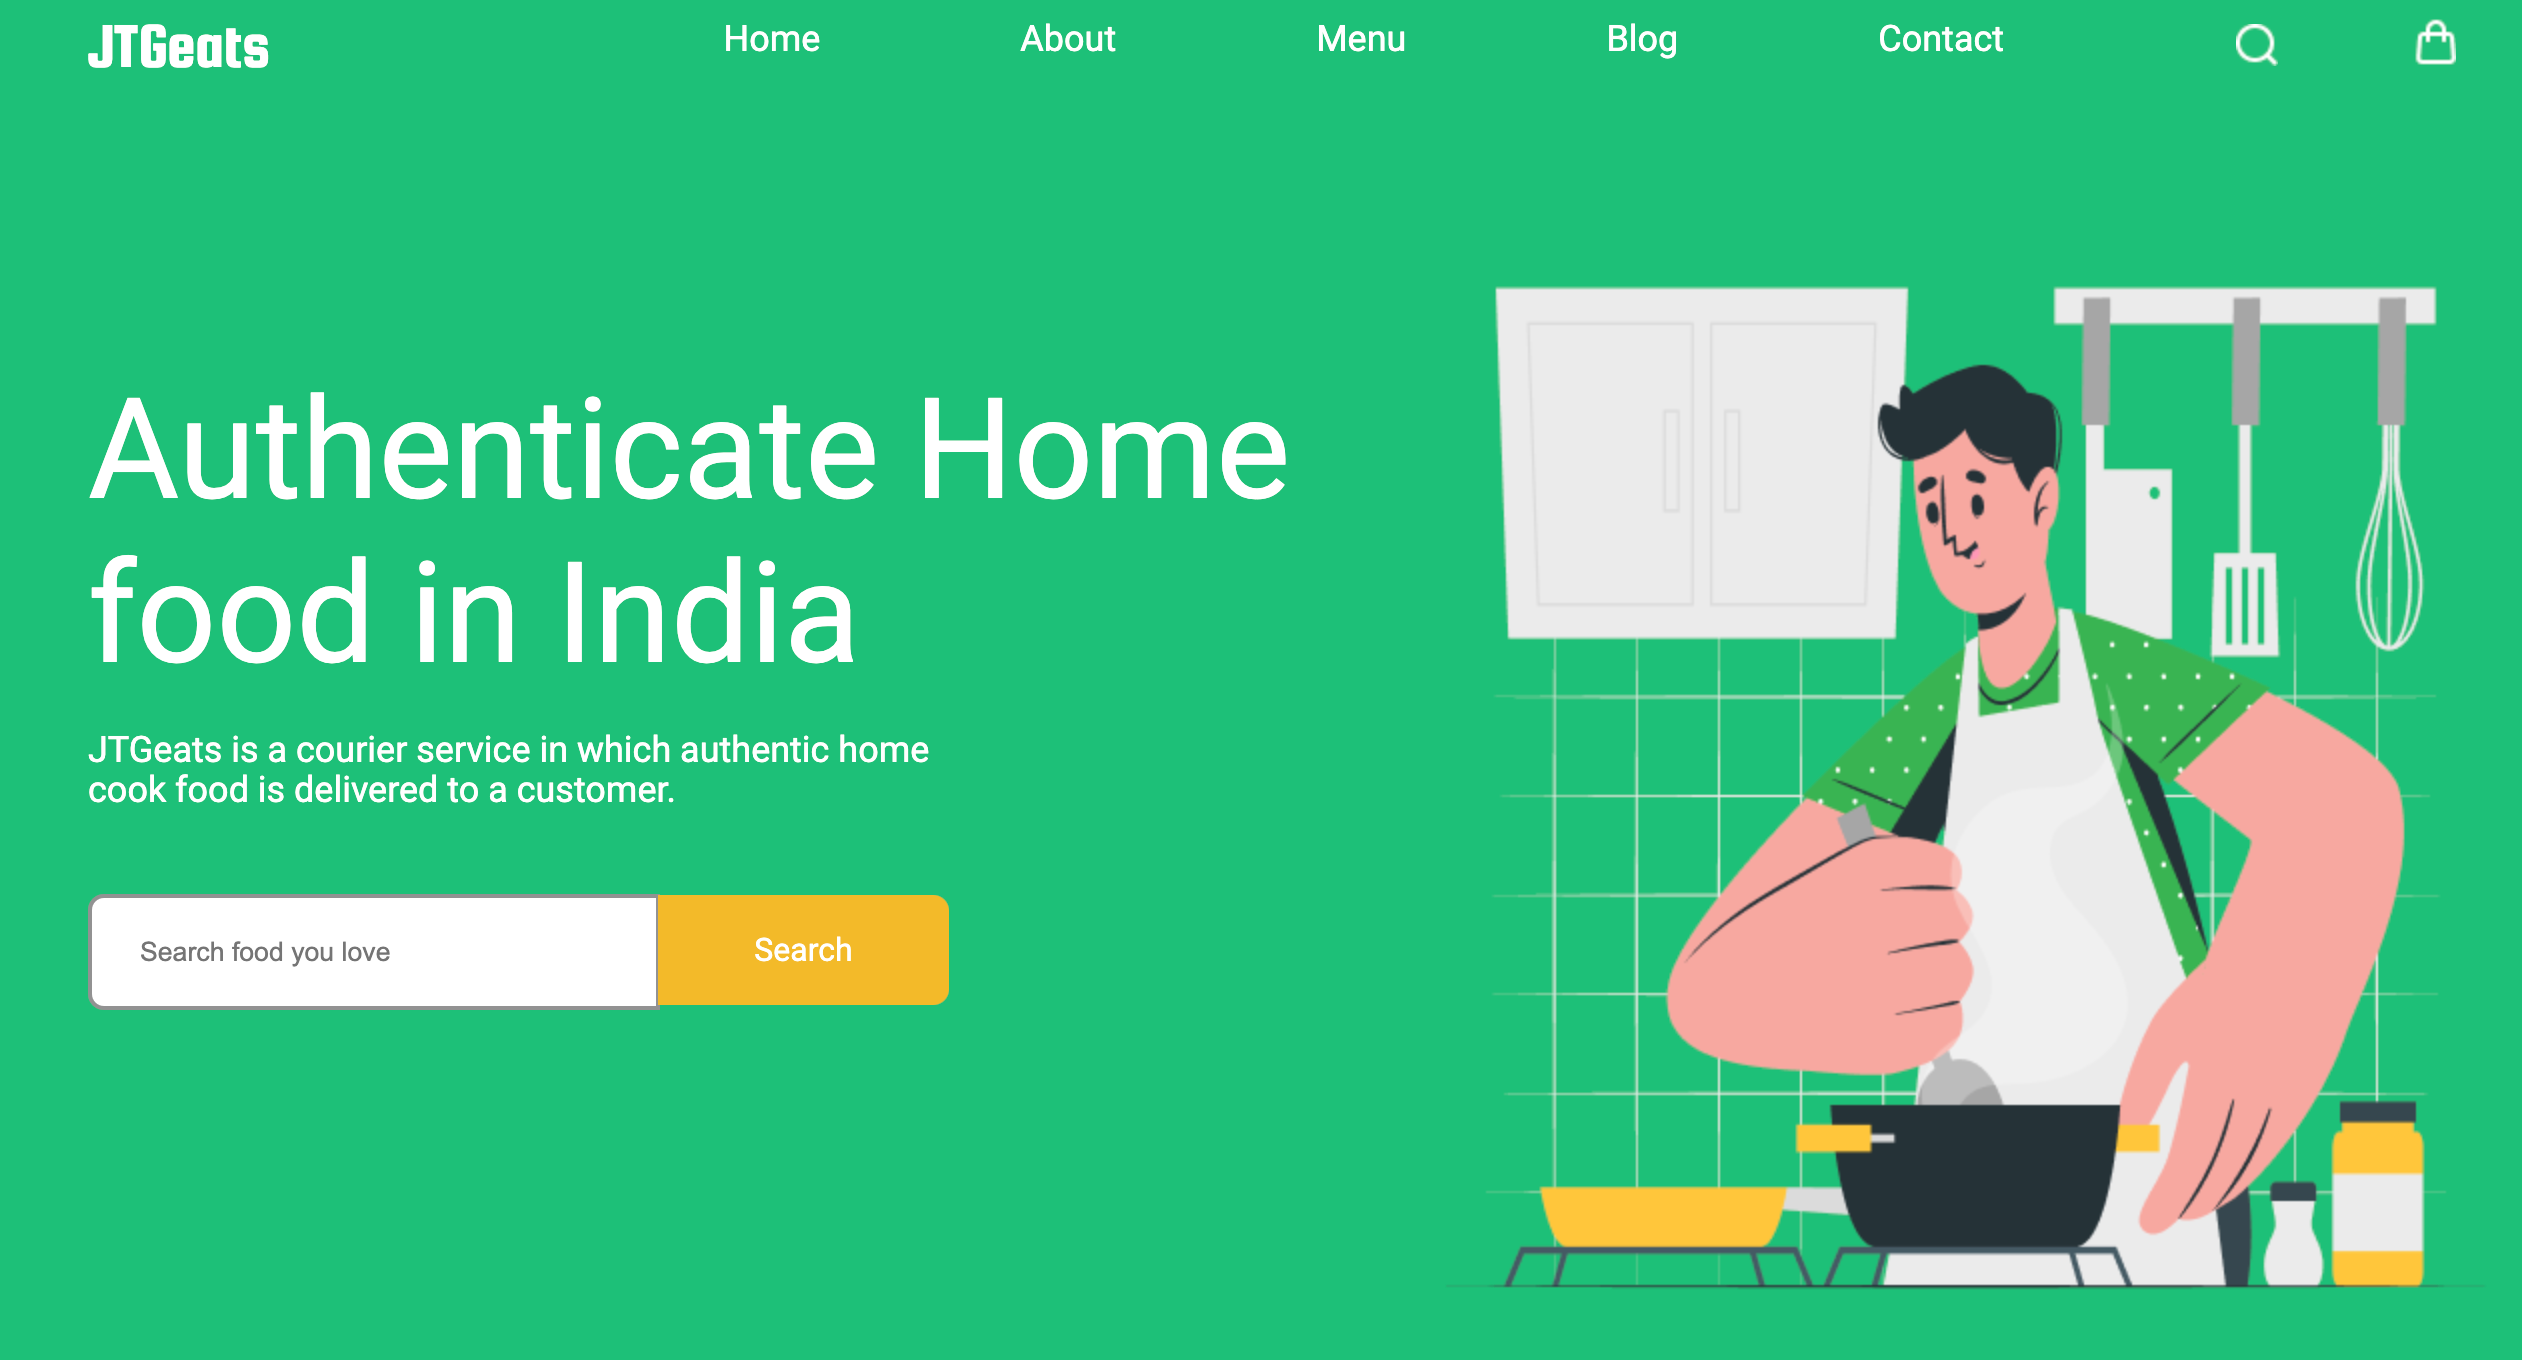 JTGeats
Home
About
Menu
Blog
Contact
Authenticate Home
food in India
JTGeats is a courier service in which authentic home
cook food is delivered to a customer.
Search food you love
Search